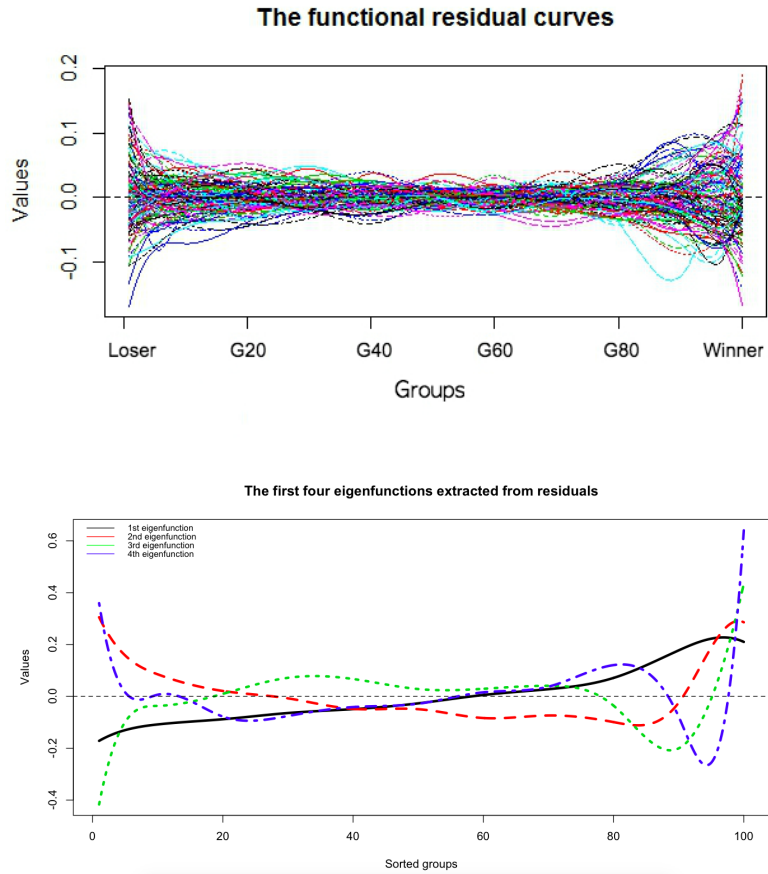 The functional residual curves
0.2
0.1
0.0
-0.1
Values
Loser G20 G40 G60 G80 Winner
Groups
The first four eigenfunctions extracted from residuals
1st eigenfunction
2nd eigenfunction
3rd eigenfunction
4th eigenfunction
0.6
0.4
0.2
0.0
-0.2
-0.4
Values
0 20 40 60 80 100
Sorted groups